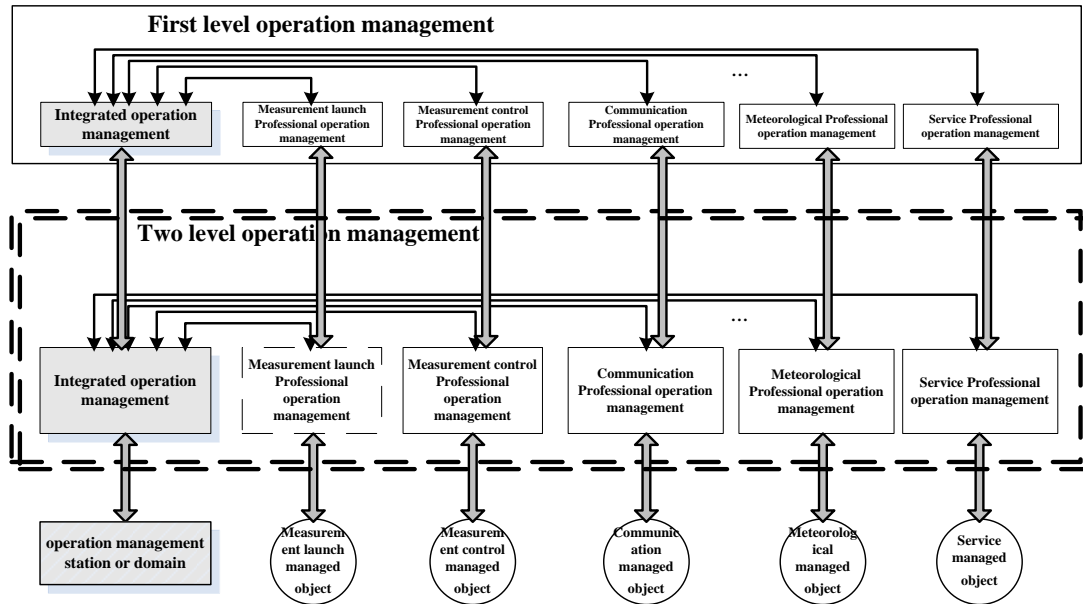 First level operation management
...
Integrated operation
management
Measurement launch
Professional operation
management
Measurement control
Professional operation
management
Communication
Professional operation
management
Meteorological Professional
operation management
Service Professional
operation management
Two level operation management
...
Integrated operation
management
Measurement launch
Professional
operation
management
Measurement control
Professional
operation
management
Communication
Professional operation
management
Meteorological
Professional operation
management
Service Professional
operation management
operation management
station or domain
Measurem
ent launch
managed
object
Measurem
ent control
managed
object
Communic
ation
managed
object
Meteorolog
ical
managed
object
Service
managed
object